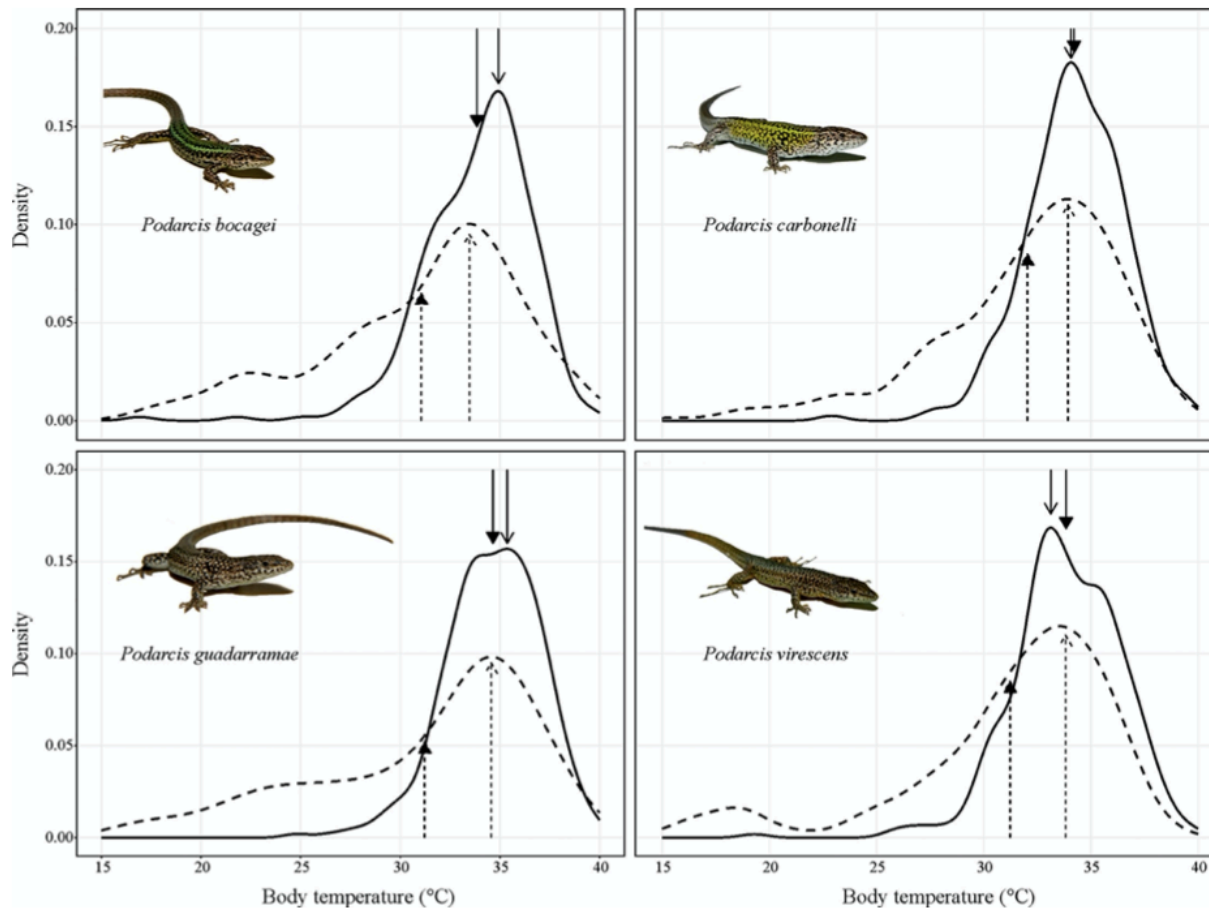 0.20
0.15
0.10
0.05
0.00
Density
Podarcis bocagei
Podarcis carbonelli
0.20
0.15
0.10
0.05
0.00
Density
Podarcis guadarramae
Podarcis virescens
15 20 25 30 35 40
15 20 25 30 35 40
Body temperature (°C)
Body temperature (°C)